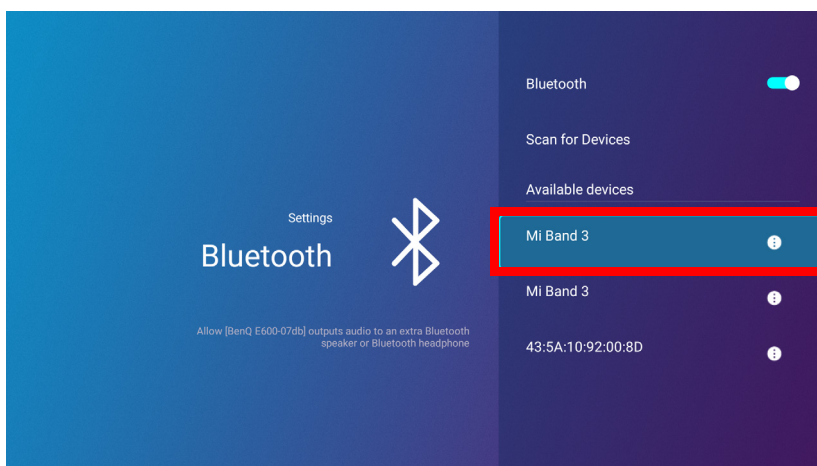 Settings
Bluetooth
Allow [BenQ E600-07db] outputs audio to an extra Bluetooth
speaker or Bluetooth headphone
Bluetooth
Scan for Devices
Available devices
Mi Band 3
Mi Band 3
43:5A:10:92:00:8D